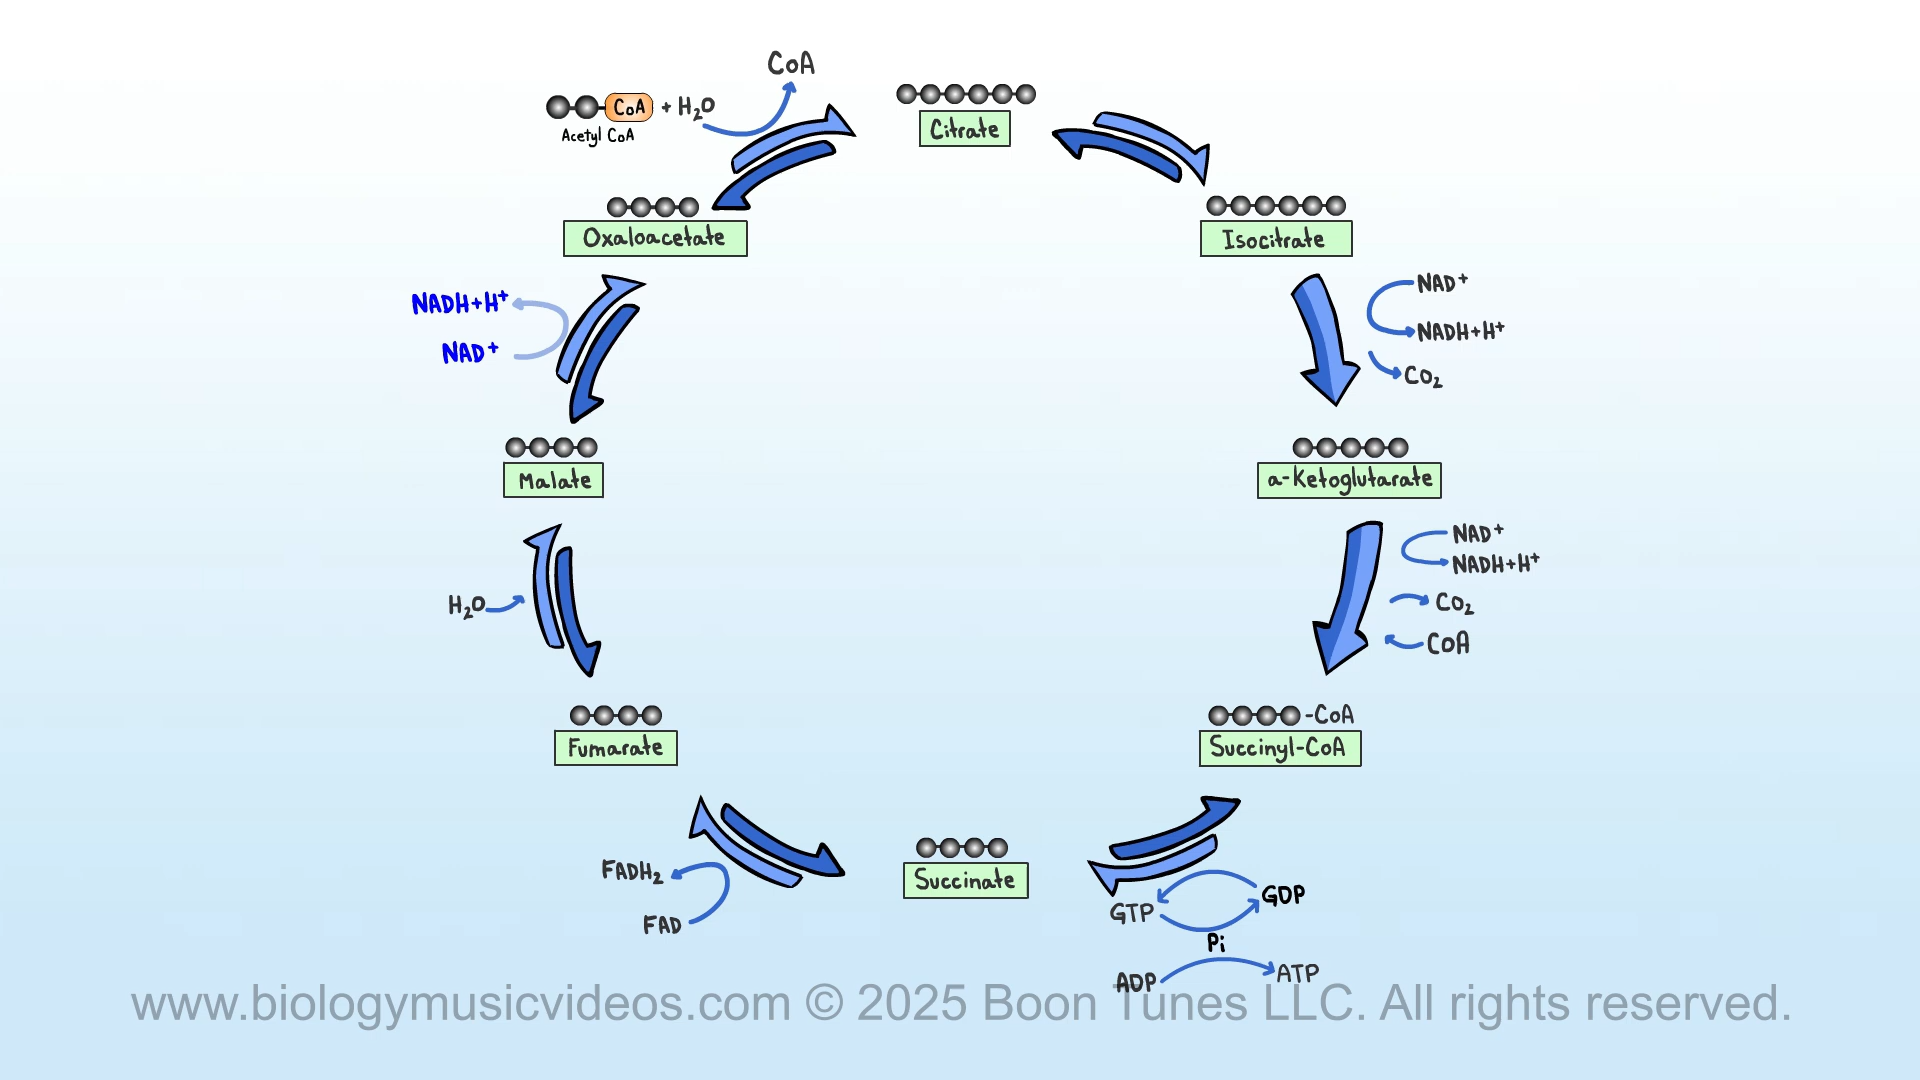 CoA
CoA + H₂O
Acetyl CoA
Citrate
Oxaloacetate
Isocitrate
NADH+H⁺
NAD⁺
NAD⁺
NADH+H⁺
CO₂
Malate
a-Ketoglutarate
NAD⁺
NADH+H⁺
CO₂
CoA
H₂O
Fumarate
-CoA
Succinyl-CoA
Succinate
FADH₂
FAD
GTP
GDP
Pi
ADP
ATP
www.biologymusicvideos.com © 2025 Boon Tunes LLC. All rights reserved.